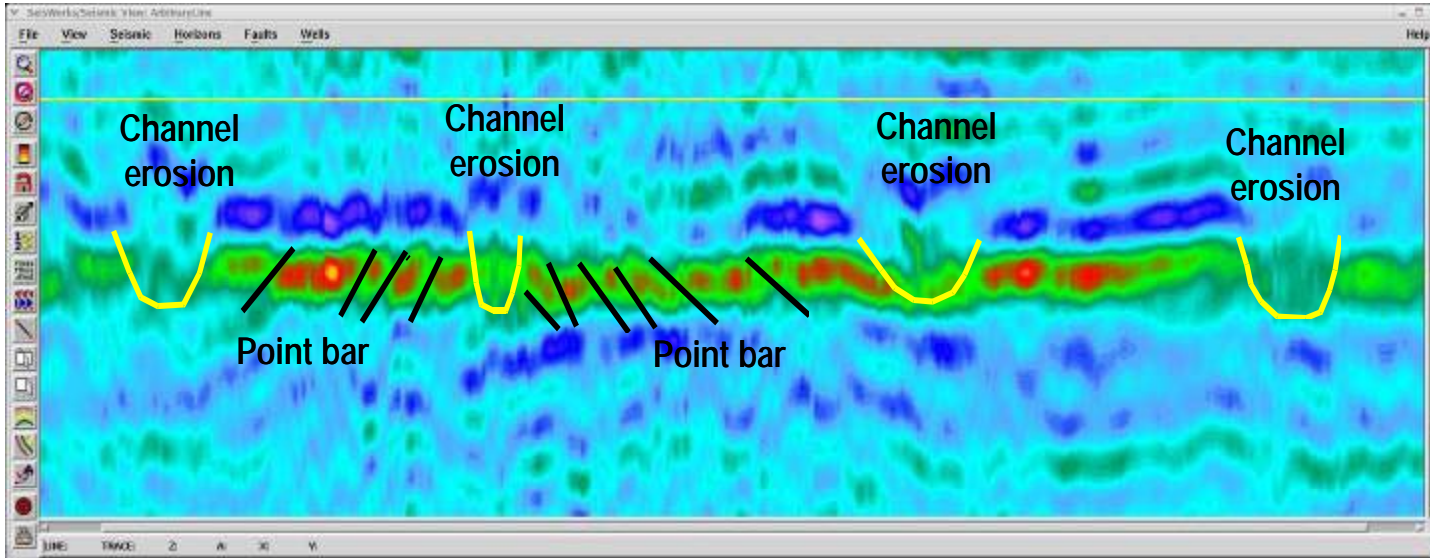 SeisWorks/Seismic View: ArbitraryLine
File View Seismic Horizons Faults Wells Help
Channel
erosion
Channel
erosion
Channel
erosion
Channel
erosion
Point bar
Point bar
LINE: TRACE: Z: A: X: Y: